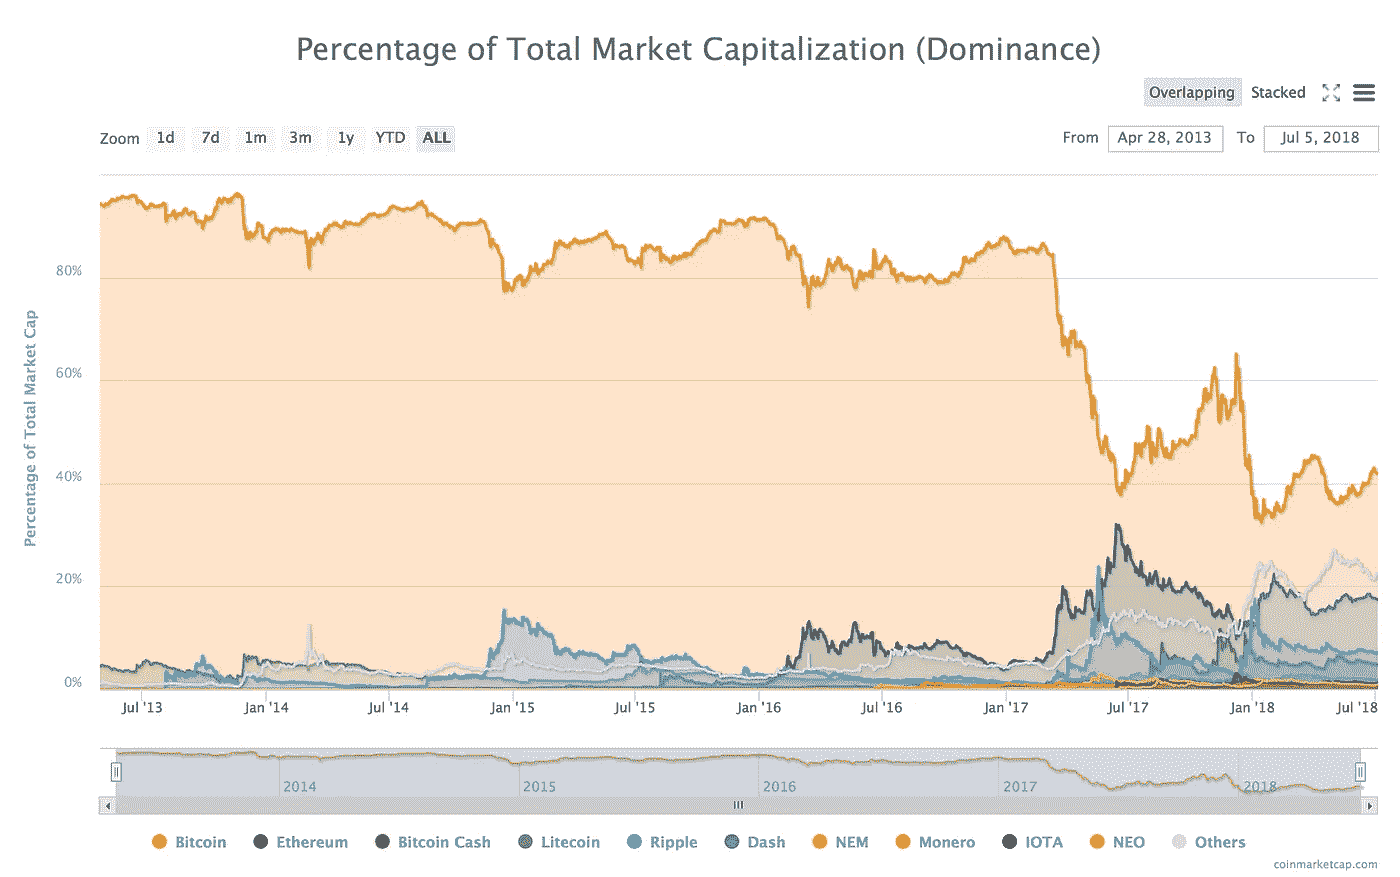 Percentage of Total Market Capitalization (Dominance)
Overlapping Stacked
Zoom 1d 7d 1m 3m 1y YTD ALL From Apr 28, 2013 To Jul 5, 2018
Percentage of Total Market Cap
80%
60%
40%
20%
0%
Jul '13 Jan '14 Jul '14 Jan '15 Jul '15 Jan '16 Jul '16 Jan '17 Jul '17 Jan '18 Jul '18
2014 2015 2016 2017 2018
Bitcoin Ethereum Bitcoin Cash Litecoin Ripple Dash NEM Monero IOTA NEO Others
coinmarketcap.com